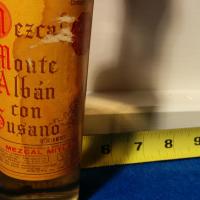 Mezcal
Monte
Albán
con
Gusano
MEZCAL
6 7 8 9